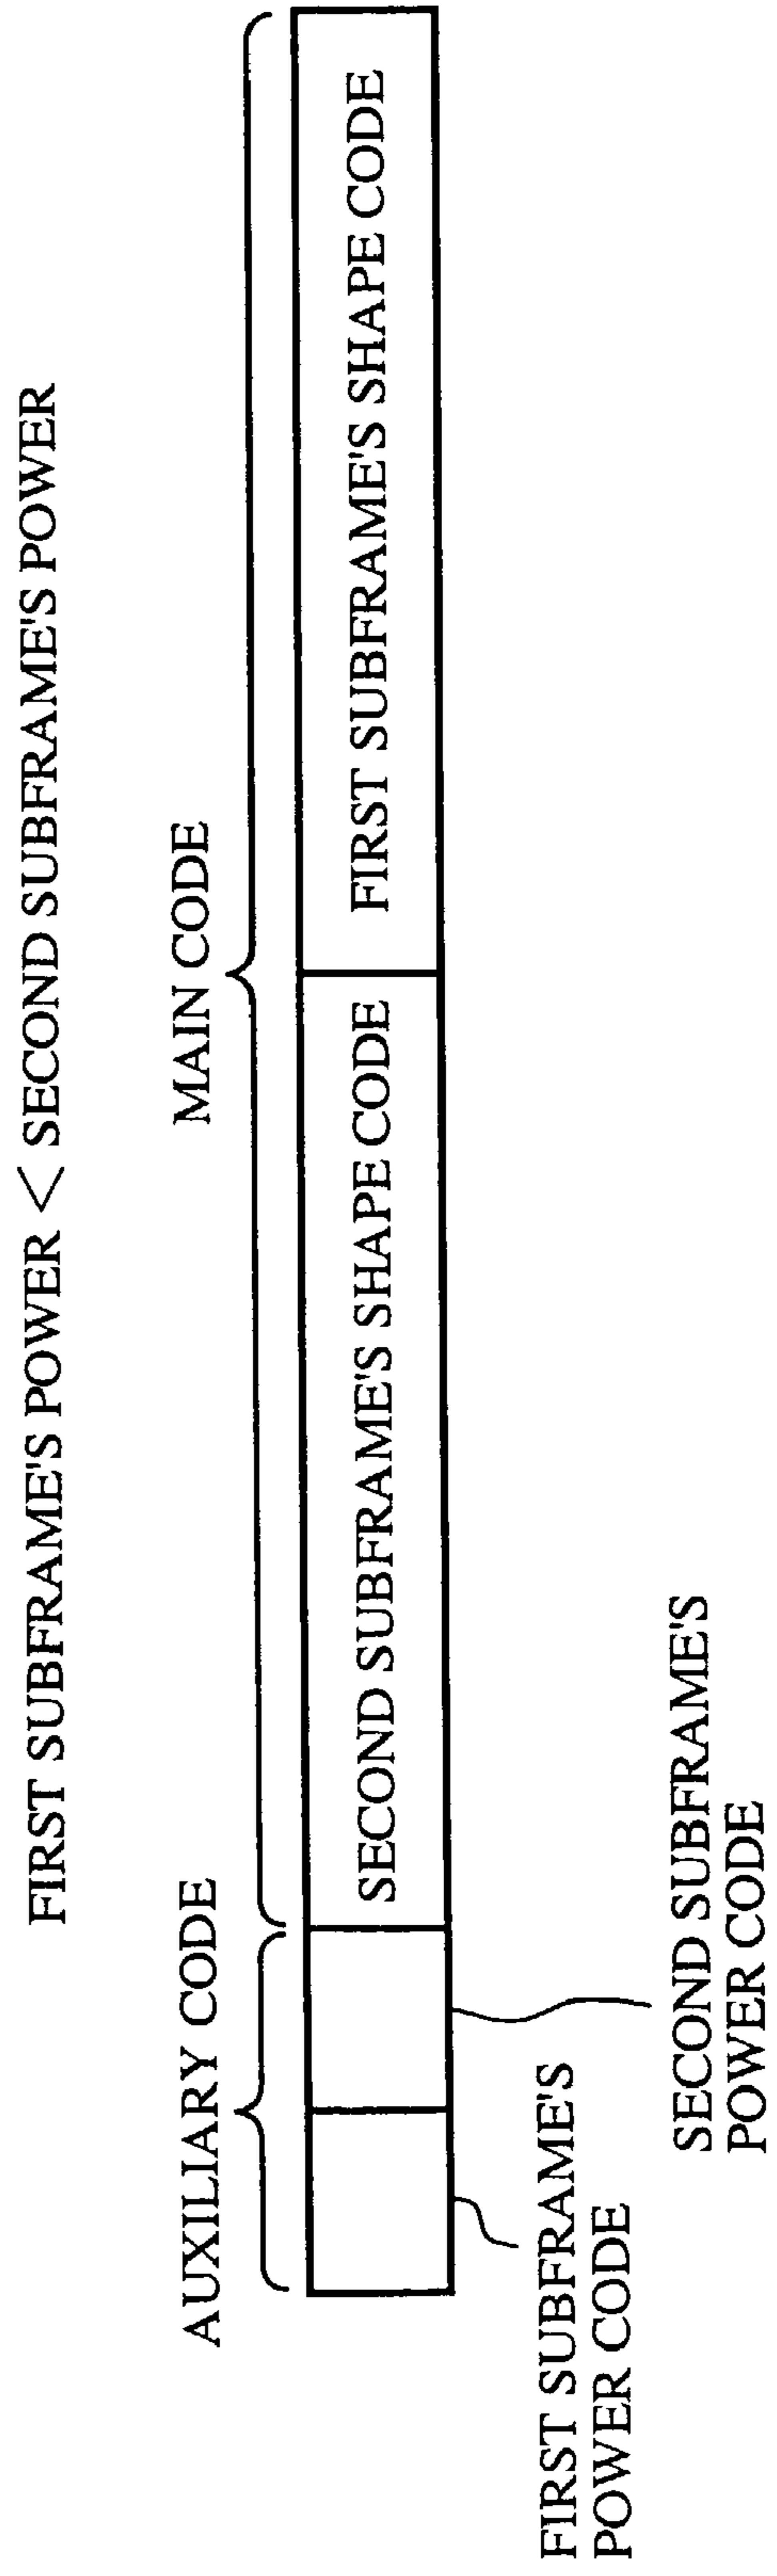 FIRST SUBFRAME'S POWER < SECOND SUBFRAME'S POWER
AUXILIARY CODE
MAIN CODE
SECOND SUBFRAME'S SHAPE CODE
FIRST SUBFRAME'S SHAPE CODE
FIRST SUBFRAME'S
POWER CODE
SECOND SUBFRAME'S
POWER CODE